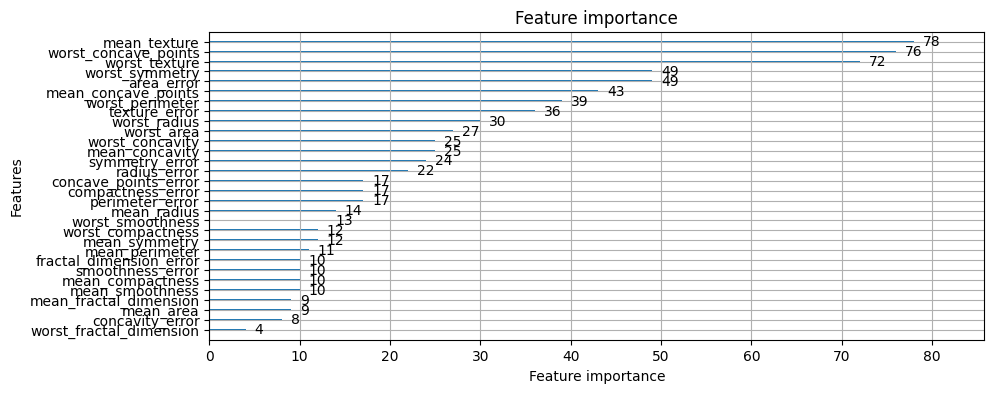 Feature importance
mean_texture 78
worst_concave_points 76
worst_texture 72
worst_symmetry 49
area_error 49
mean_concave_points 43
worst_perimeter 39
texture_error 36
worst_radius 30
worst_area 27
worst_concavity 25
mean_concavity 25
symmetry_error 24
radius_error 22
concave_points_error 17
compactness_error 17
perimeter_error 17
mean_radius 14
worst_smoothness 13
worst_compactness 12
mean_symmetry 12
mean_perimeter 11
fractal_dimension_error 10
smoothness_error 10
mean_compactness 10
mean_smoothness 10
mean_fractal_dimension 9
mean_area 9
concavity_error 8
worst_fractal_dimension 4
Features
0 10 20 30 40 50 60 70 80
Feature importance